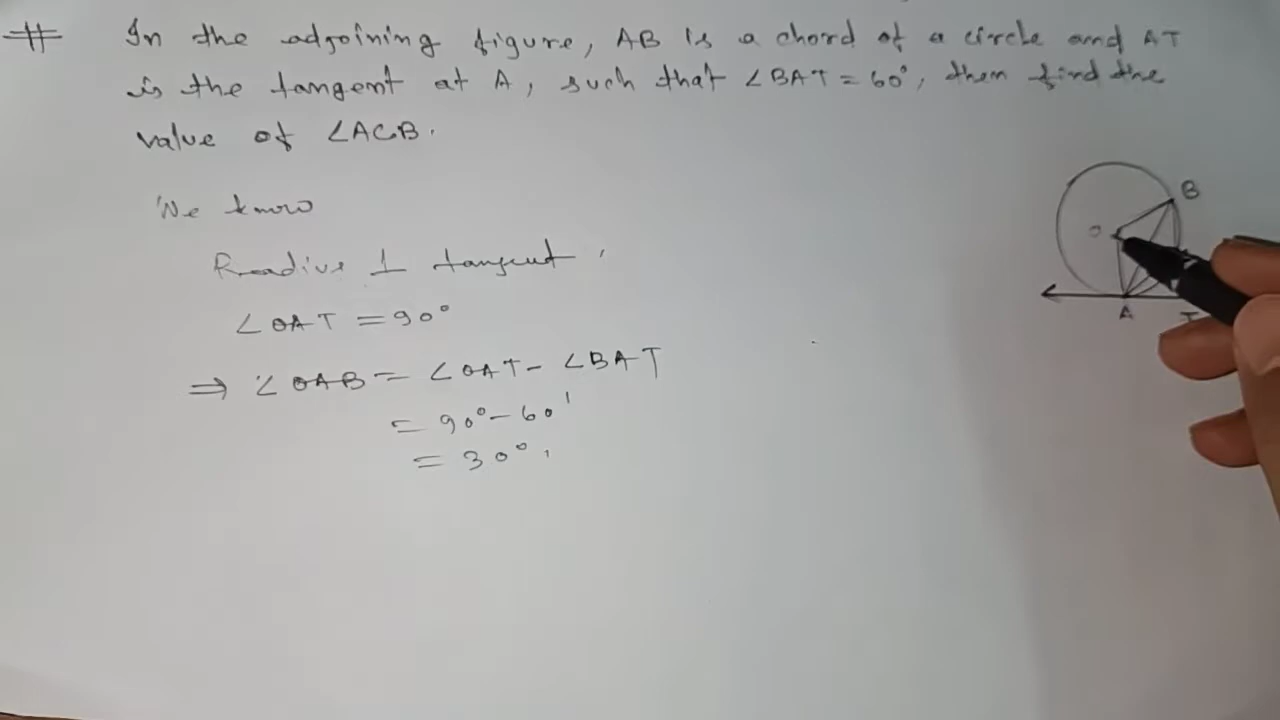 #
In the adjoining figure, AB is a chord of a circle and AT
is the tangent at A, such that ∠BAT = 60°, then find the
value of ∠ACB.
We know
Radius ⊥ tangent.
∠OAT = 90°
⇒ ∠OAB = ∠OAT - ∠BAT
= 90° - 60°
= 30°.
B
O
A
T